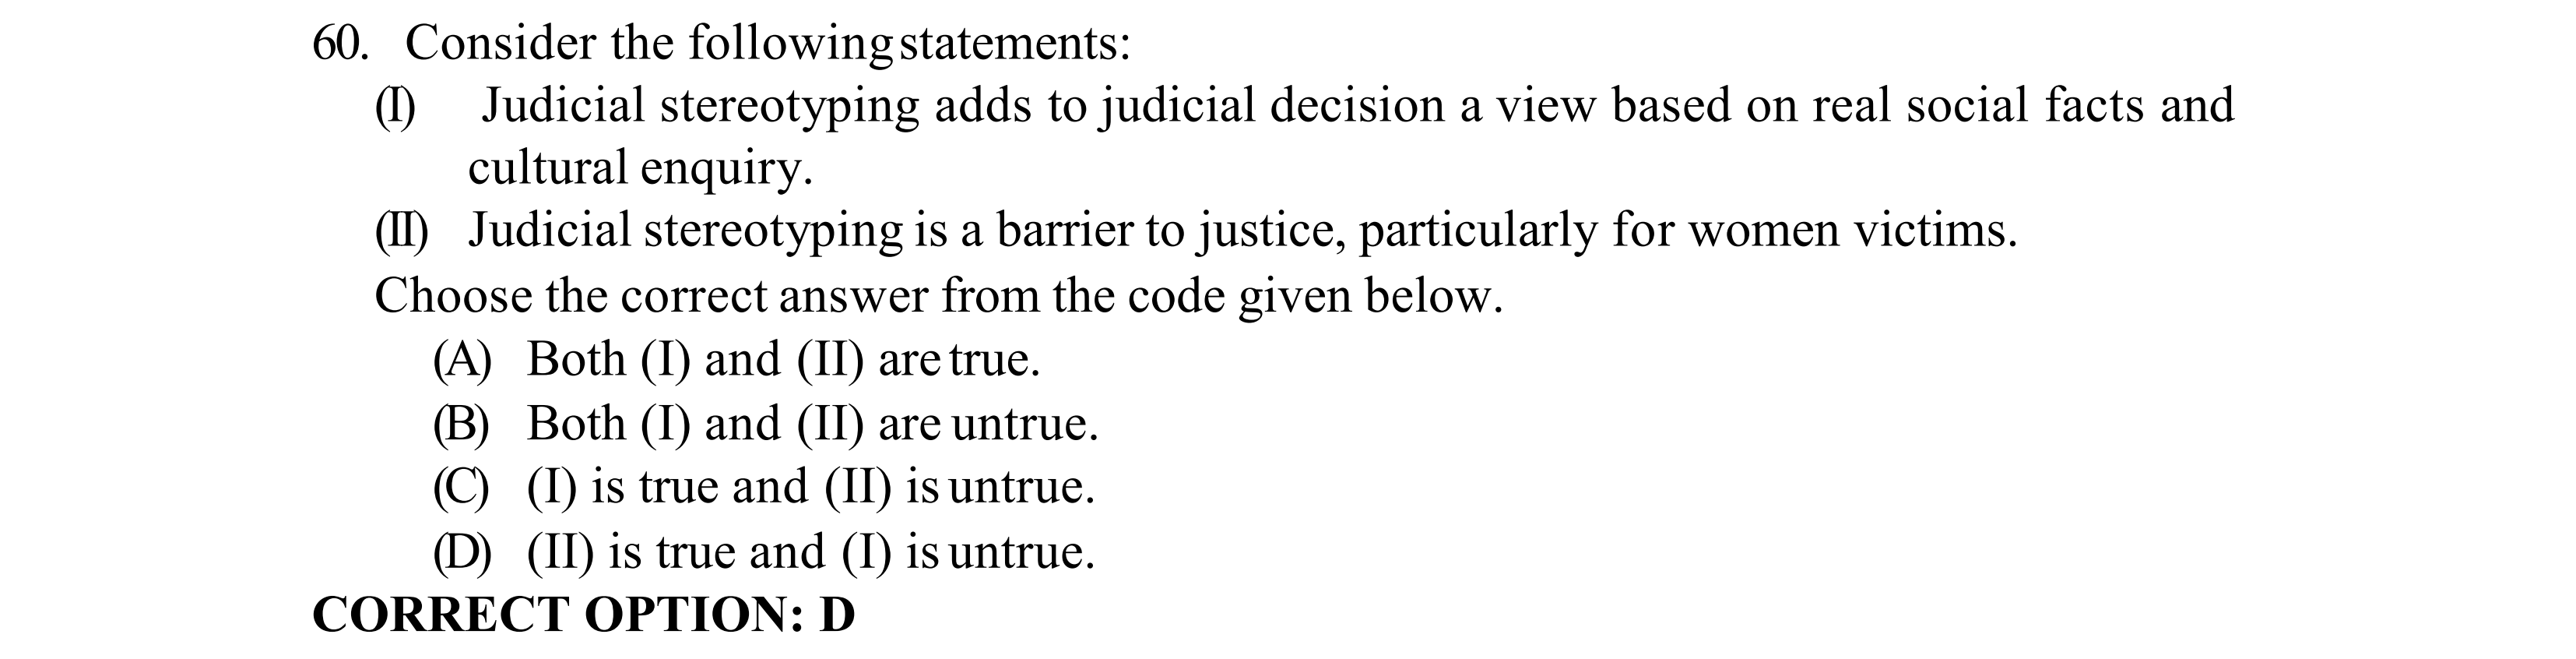 60. Consider the following statements:
(I) Judicial stereotyping adds to judicial decision a view based on real social facts and
cultural enquiry.
(II) Judicial stereotyping is a barrier to justice, particularly for women victims.
Choose the correct answer from the code given below.
(A) Both (I) and (II) are true.
(B) Both (I) and (II) are untrue.
(C) (I) is true and (II) is untrue.
(D) (II) is true and (I) is untrue.
CORRECT OPTION: D